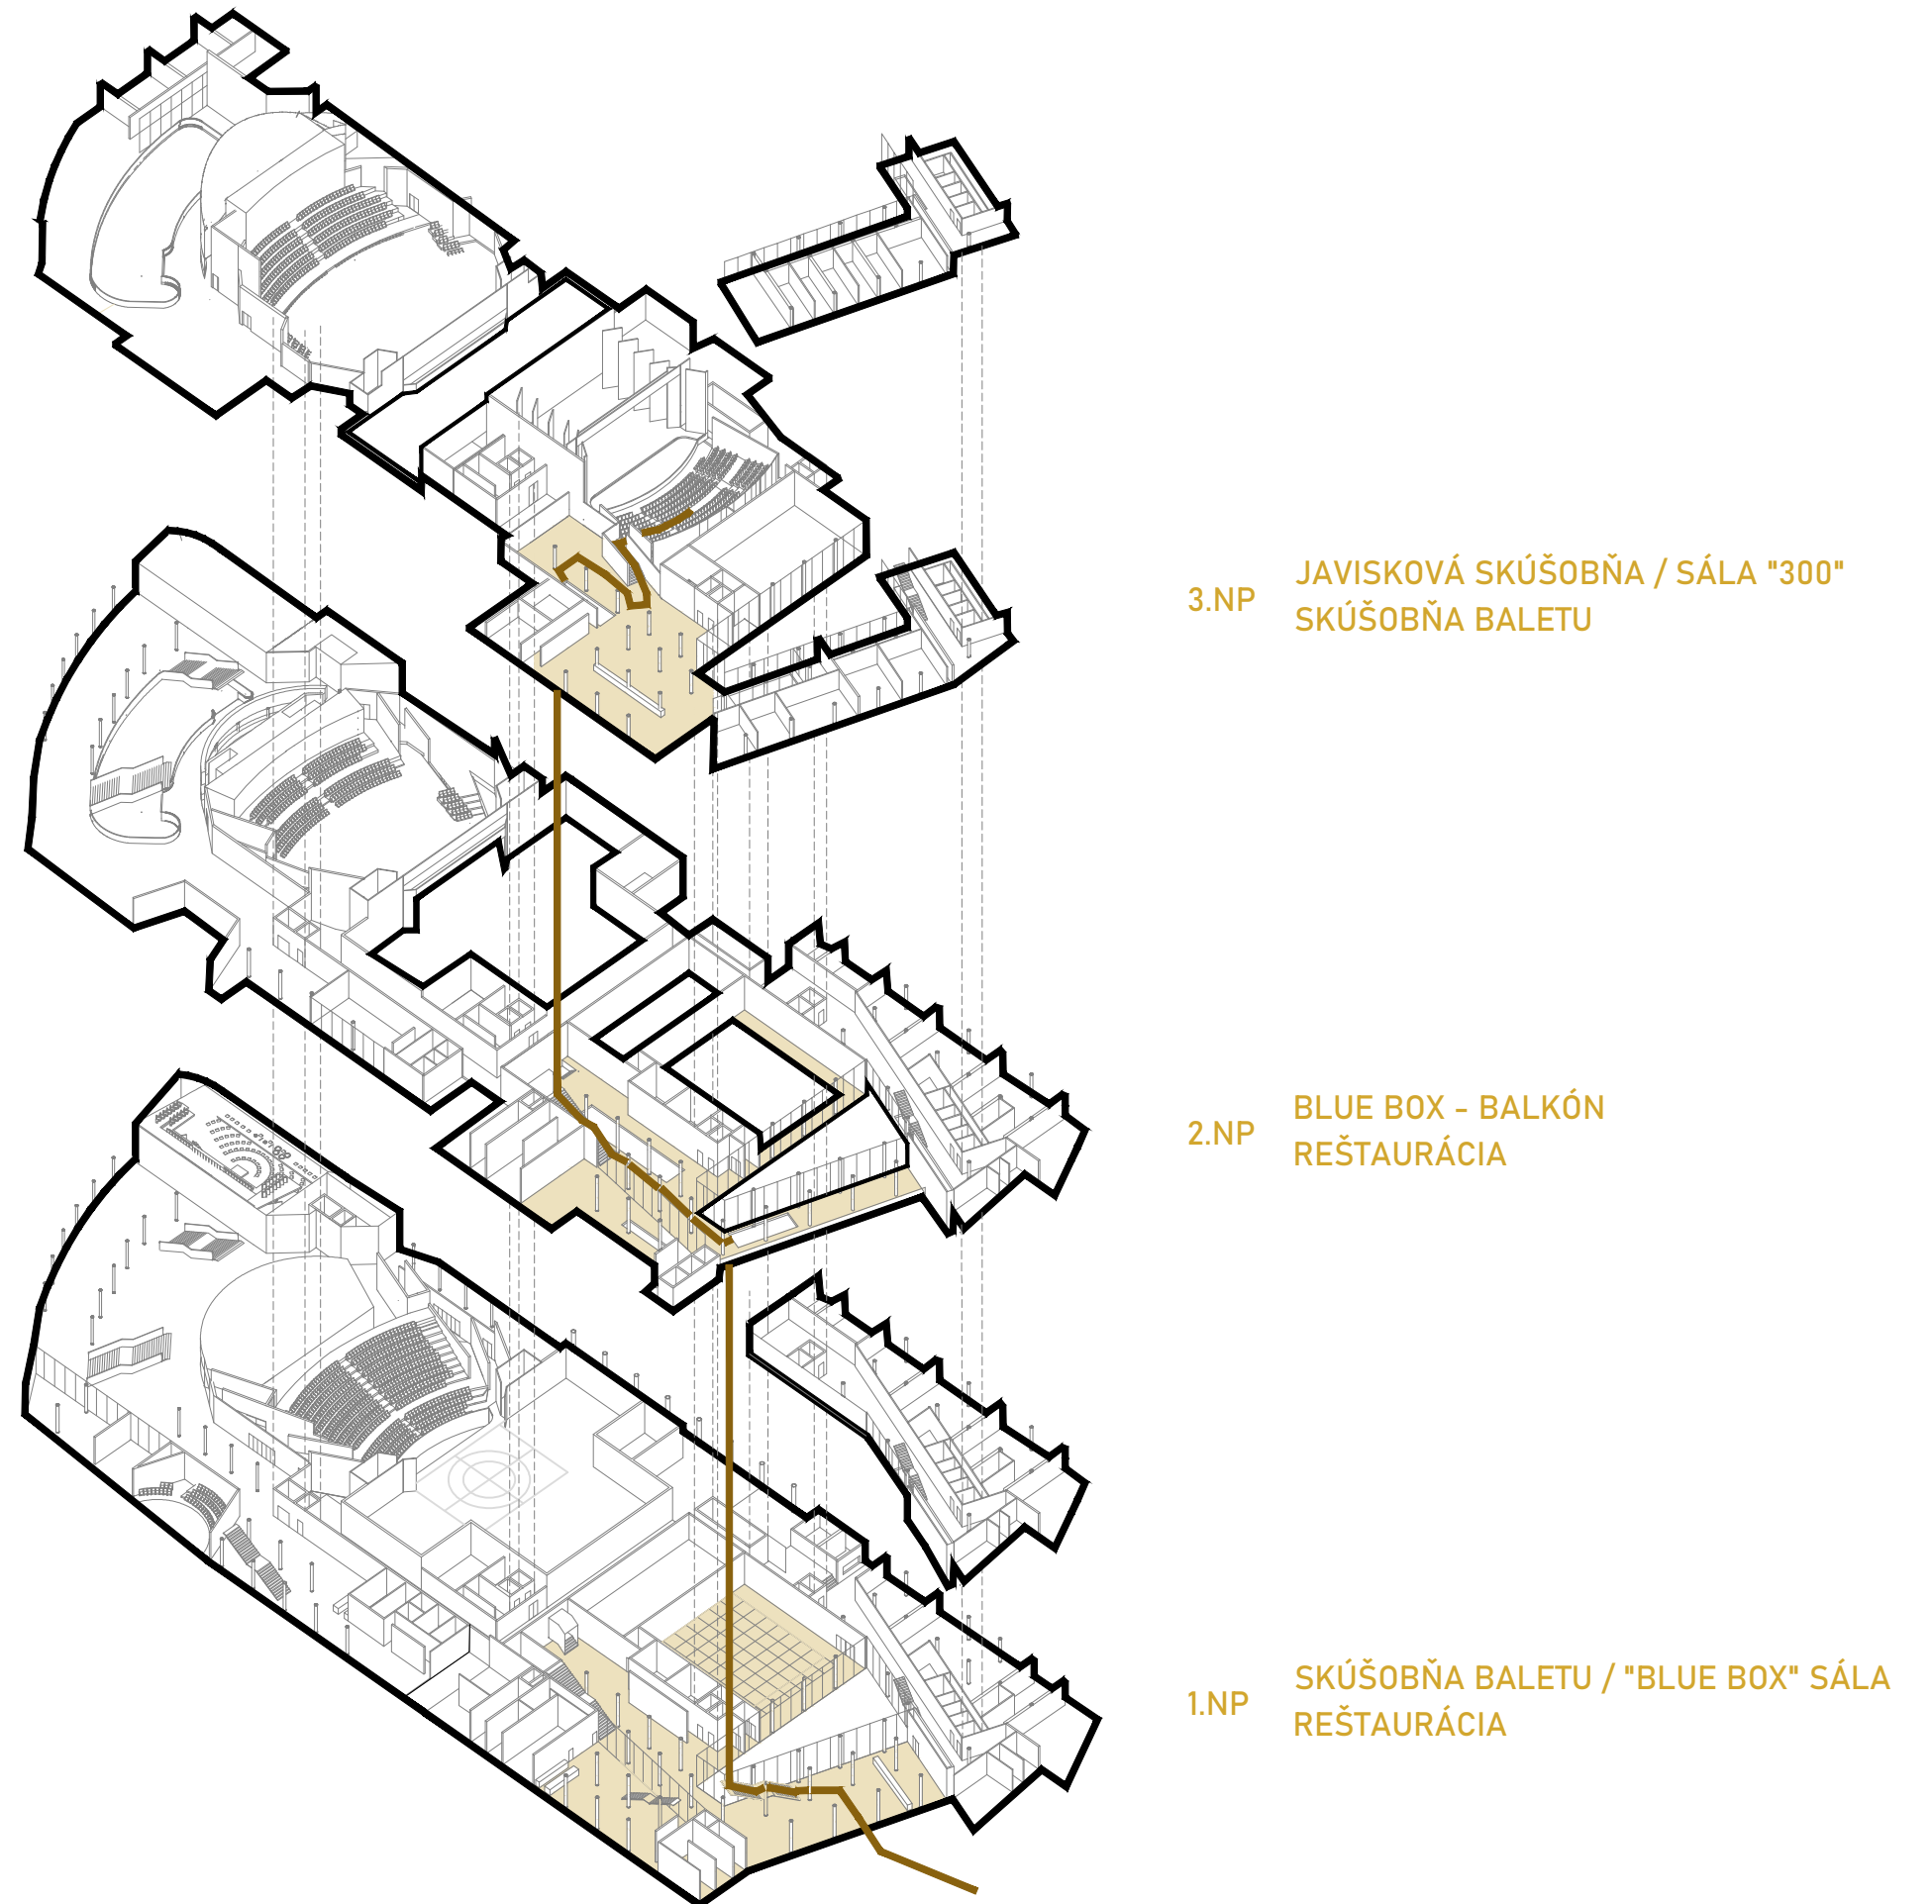 3.NP
JAVISKOVÁ SKÚŠOBŇA / SÁLA "300"
SKÚŠOBŇA BALETU
2.NP
BLUE BOX - BALKÓN
REŠTAURÁCIA
1.NP
SKÚŠOBŇA BALETU / "BLUE BOX" SÁLA
REŠTAURÁCIA